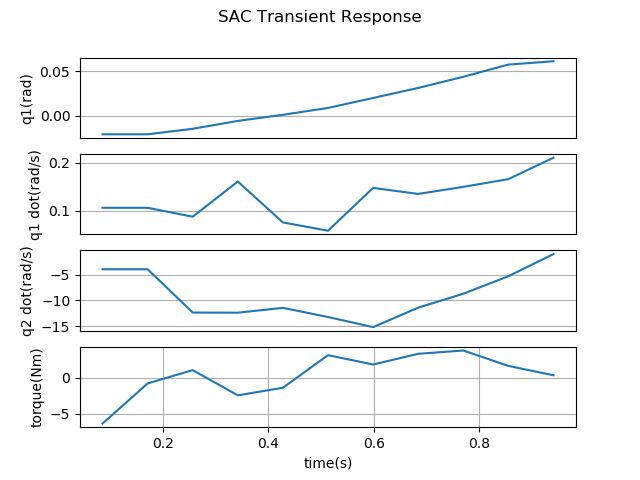 SAC Transient Response
q1(rad)
0.05
0.00
q1 dot(rad/s)
0.2
0.1
q2 dot(rad/s)
−5
−10
−15
torque(Nm)
0
−5
0.2 0.4 0.6 0.8
time(s)